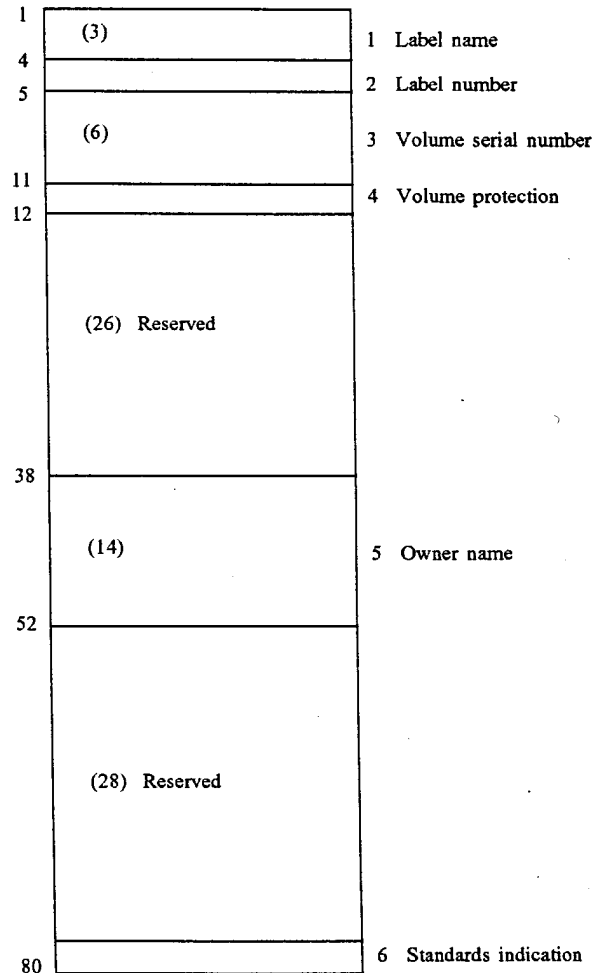 1
(3)
1 Label name
4
2 Label number
5
(6)
3 Volume serial number
11
4 Volume protection
12
(26) Reserved
38
(14)
5 Owner name
52
(28) Reserved
6 Standards indication
80